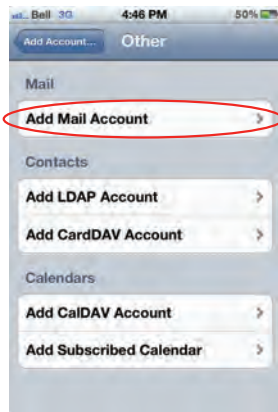 Bell 3G 4:46 PM 50%
Add Account... Other
Mail
Add Mail Account
Contacts
Add LDAP Account
Add CardDAV Account
Calendars
Add CalDAV Account
Add Subscribed Calendar